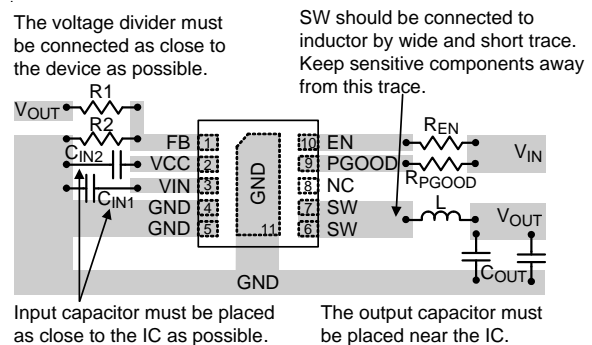 The voltage divider must
be connected as close to
the device as possible.
SW should be connected to
inductor by wide and short trace.
Keep sensitive components away
from this trace.
R1
VOUT
R2
CIN2
CIN1
FB 1
VCC 2
VIN 3
GND 4
GND 5
GND
11
10 EN
9 PGOOD
8 NC
7 SW
6 SW
REN
RPGOOD
VIN
L
VOUT
COUT
GND
Input capacitor must be placed
as close to the IC as possible.
The output capacitor must
be placed near the IC.